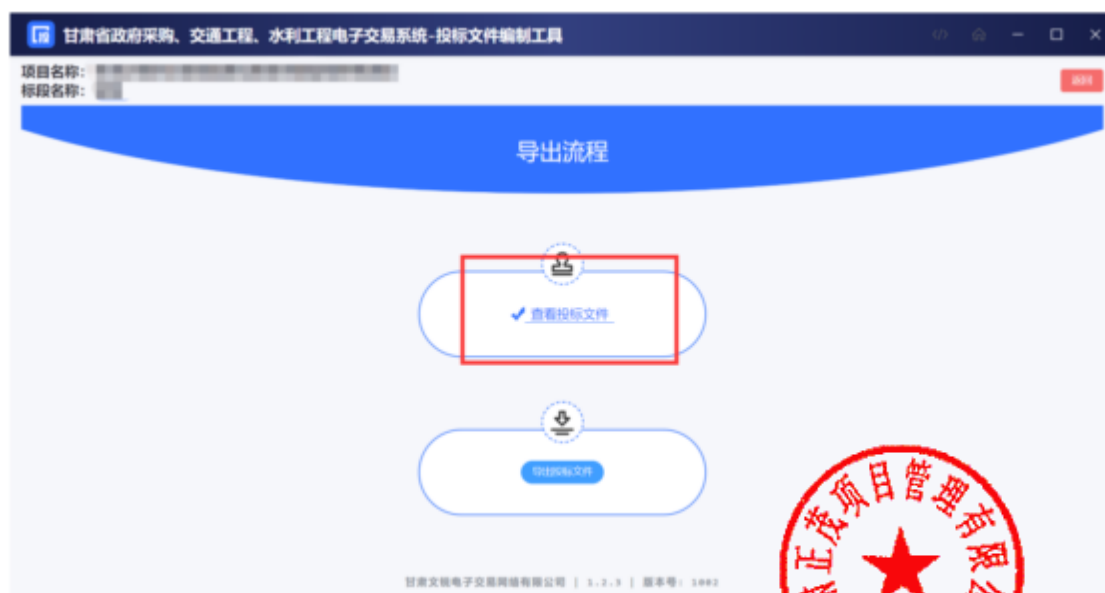 甘肃省政府采购、交通工程、水利工程电子交易系统-投标文件编制工具
项目名称：
标段名称：
返回
导出流程
查看投标文件
导出投标文件
甘肃文锐电子交易网络有限公司 | 1.2.3 | 版本号: 1002
正茂项目管理有限公